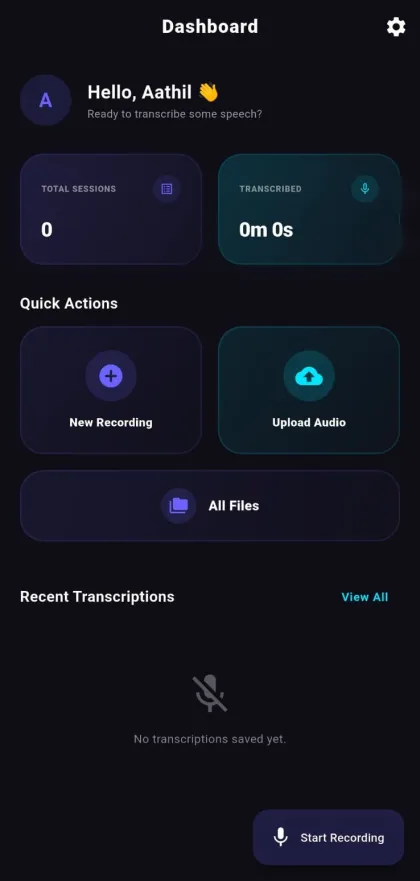 Dashboard
A
Hello, Aathil 👋
Ready to transcribe some speech?
TOTAL SESSIONS
0
TRANSCRIBED
0m 0s
Quick Actions
New Recording
Upload Audio
All Files
Recent Transcriptions
View All
No transcriptions saved yet.
Start Recording